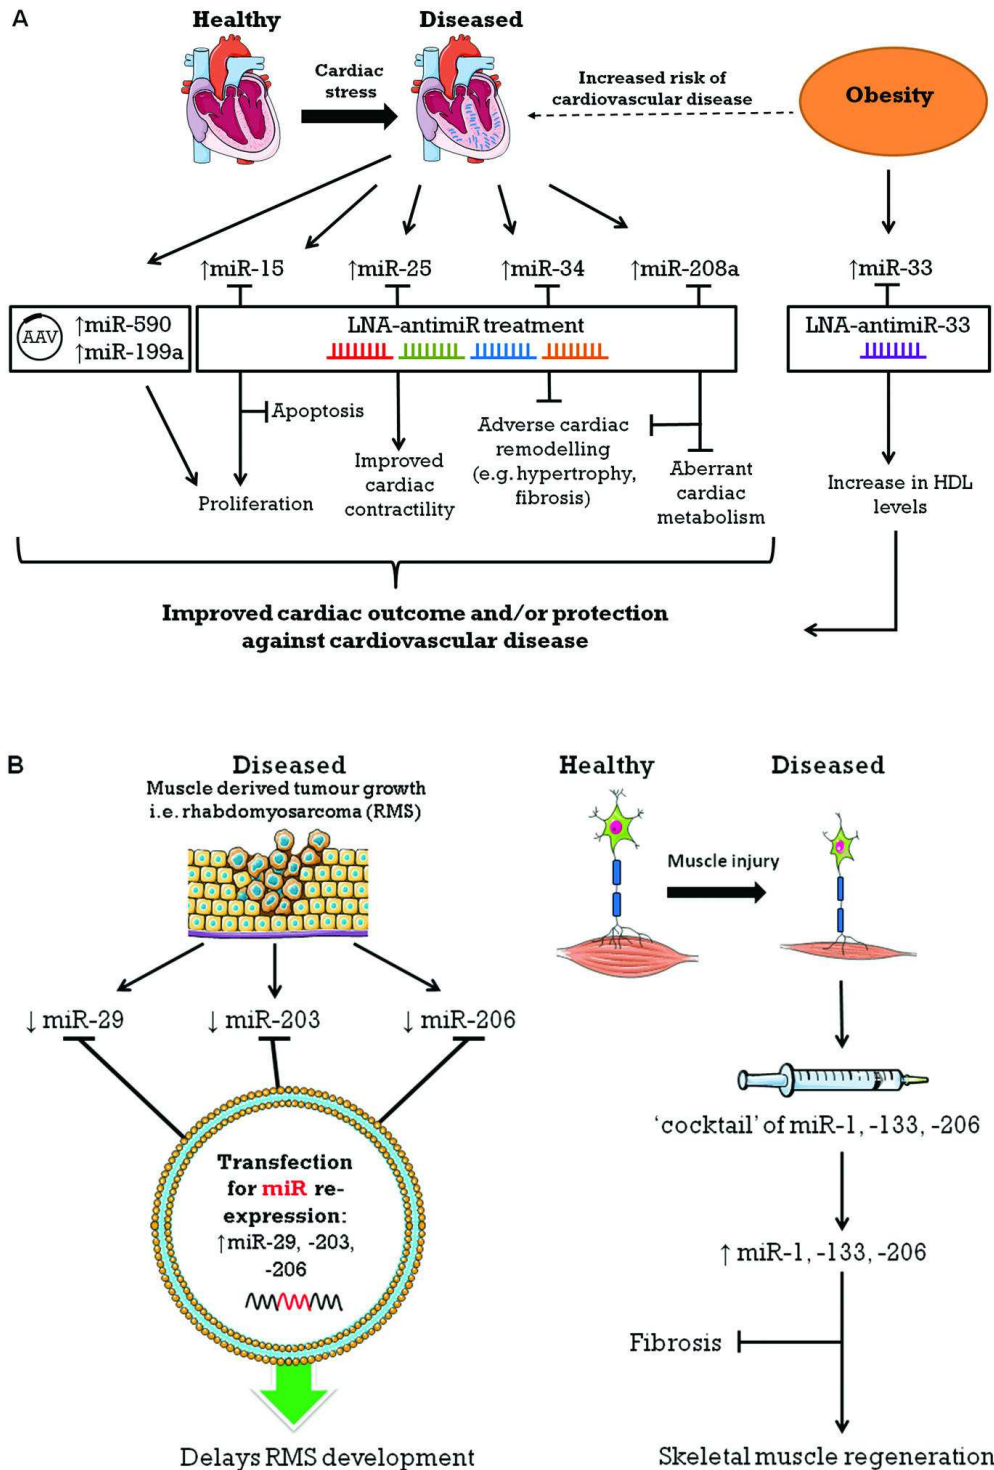 A
Healthy
Diseased
Cardiac
stress
Increased risk of
cardiovascular disease
Obesity
↑miR-15
↑miR-25
↑miR-34
↑miR-208a
↑miR-33
AAV
↑miR-590
↑miR-199a
LNA-antimiR treatment
LNA-antimiR-33
Apoptosis
Proliferation
Improved
cardiac
contractility
Adverse cardiac
remodelling
(e.g. hypertrophy,
fibrosis)
Aberrant
cardiac
metabolism
Increase in HDL
levels
Improved cardiac outcome and/or protection
against cardiovascular disease
B
Diseased
Muscle derived tumour growth
i.e. rhabdomyosarcoma (RMS)
↓ miR-29
↓ miR-203
↓ miR-206
Transfection
for miR re-
expression:
↑miR-29, -203,
-206
Delays RMS development
Healthy
Diseased
Muscle injury
‘cocktail’ of miR-1, -133, -206
↑ miR-1, -133, -206
Fibrosis
Skeletal muscle regeneration